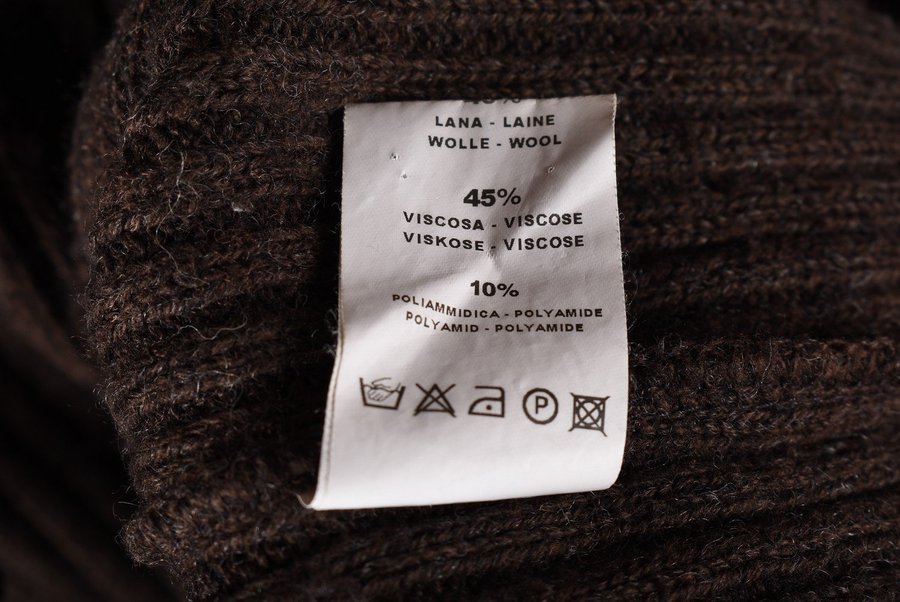 LANA - LAINE
WOLLE - WOOL
45%
VISCOSA - VISCOSE
VISKOSE - VISCOSE
10%
POLIAMMIDICA - POLYAMIDE
POLYAMID - POLYAMIDE
P